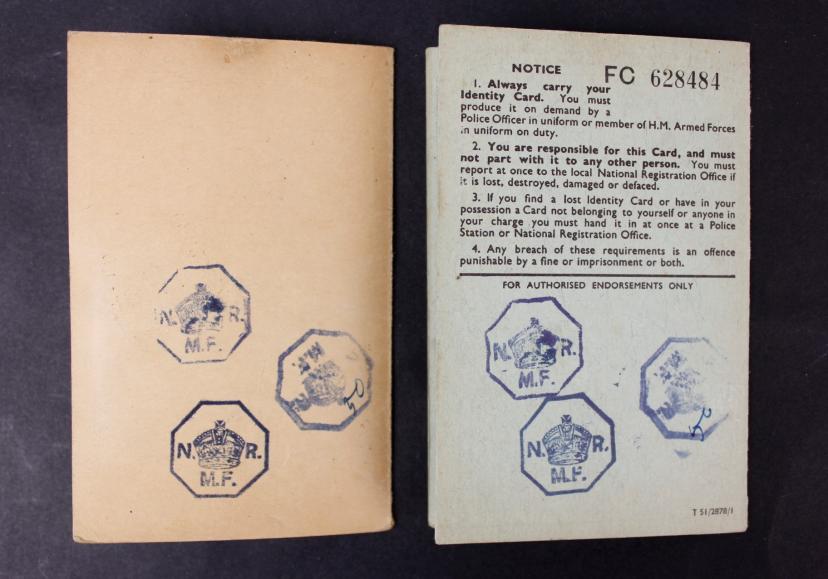 N. R.
M.F.
N. R.
M.F.
NOTICE FC 628484
1. Always carry your
Identity Card. You must
produce it on demand by a
Police Officer in uniform or member of H.M. Armed Forces
in uniform on duty.
2. You are responsible for this Card, and must
not part with it to any other person. You must
report at once to the local National Registration Office if
it is lost, destroyed, damaged or defaced.
3. If you find a lost Identity Card or have in your
possession a Card not belonging to yourself or anyone in
your charge you must hand it in at once at a Police
Station or National Registration Office.
4. Any breach of these requirements is an offence
punishable by a fine or imprisonment or both.
FOR AUTHORISED ENDORSEMENTS ONLY
N. R.
M.F.
N. R.
M.F.
T 51/2878/1